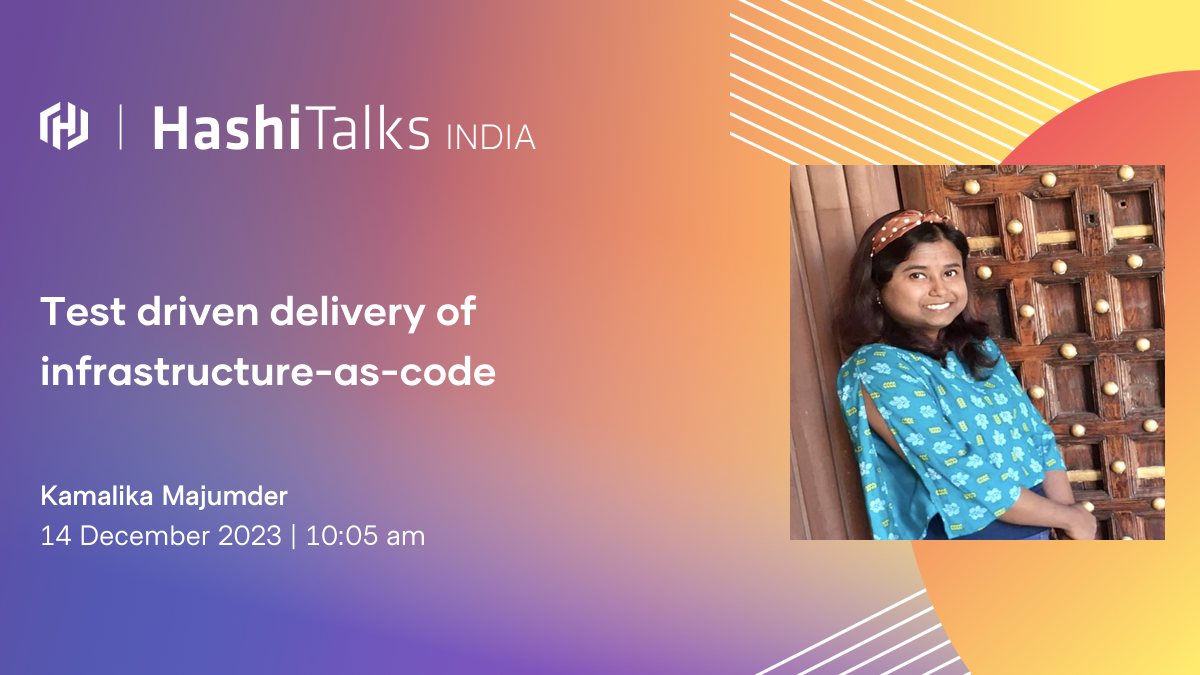 HashiTalks INDIA
Test driven delivery of
infrastructure-as-code
Kamalika Majumder
14 December 2023 | 10:05 am